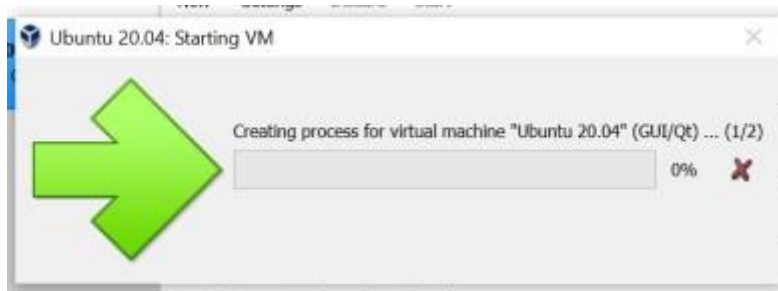 Ubuntu 20.04: Starting VM
Creating process for virtual machine "Ubuntu 20.04" (GUI/Qt) ... (1/2)
0%